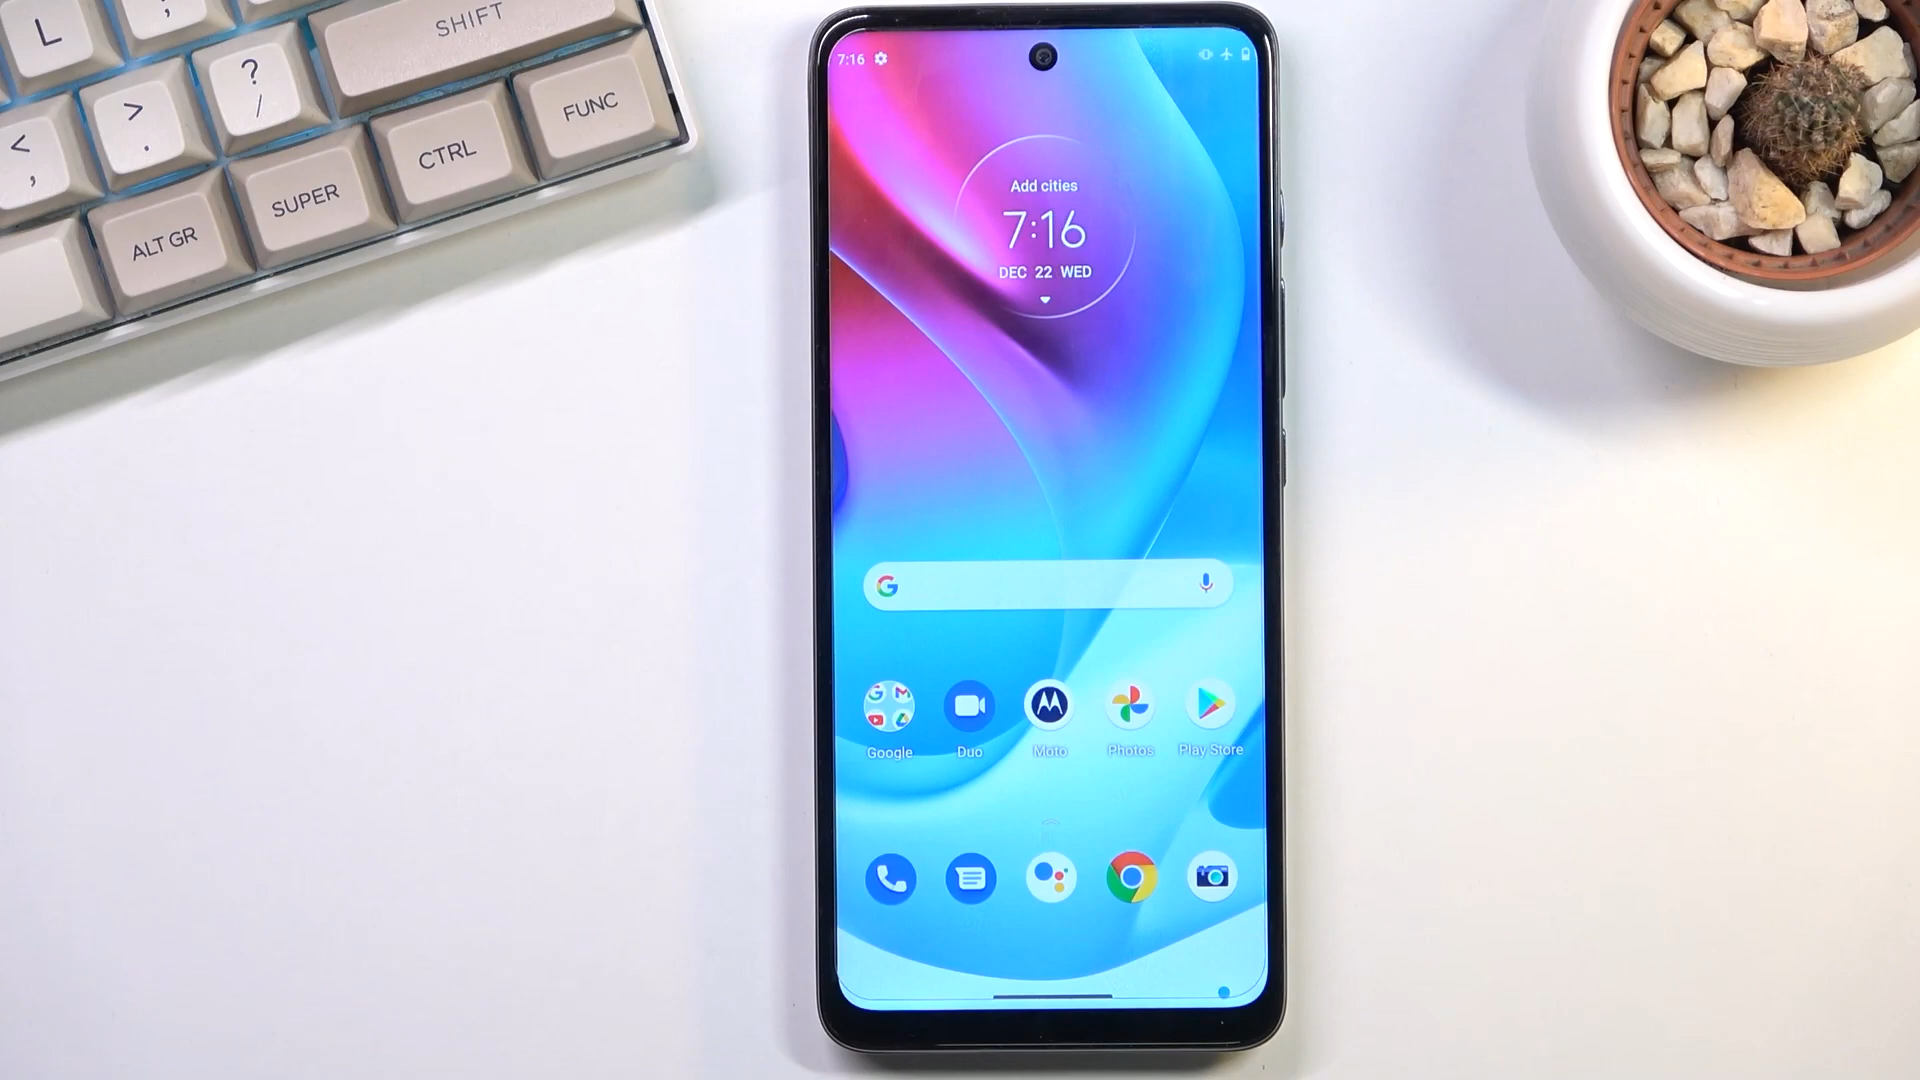 L
;
SHIFT
<
,
>
.
?
/
ALT GR
SUPER
CTRL
FUNC
7:16
Add cities
7:16
DEC 22 WED
Google
Duo
Moto
Photos
Play Store